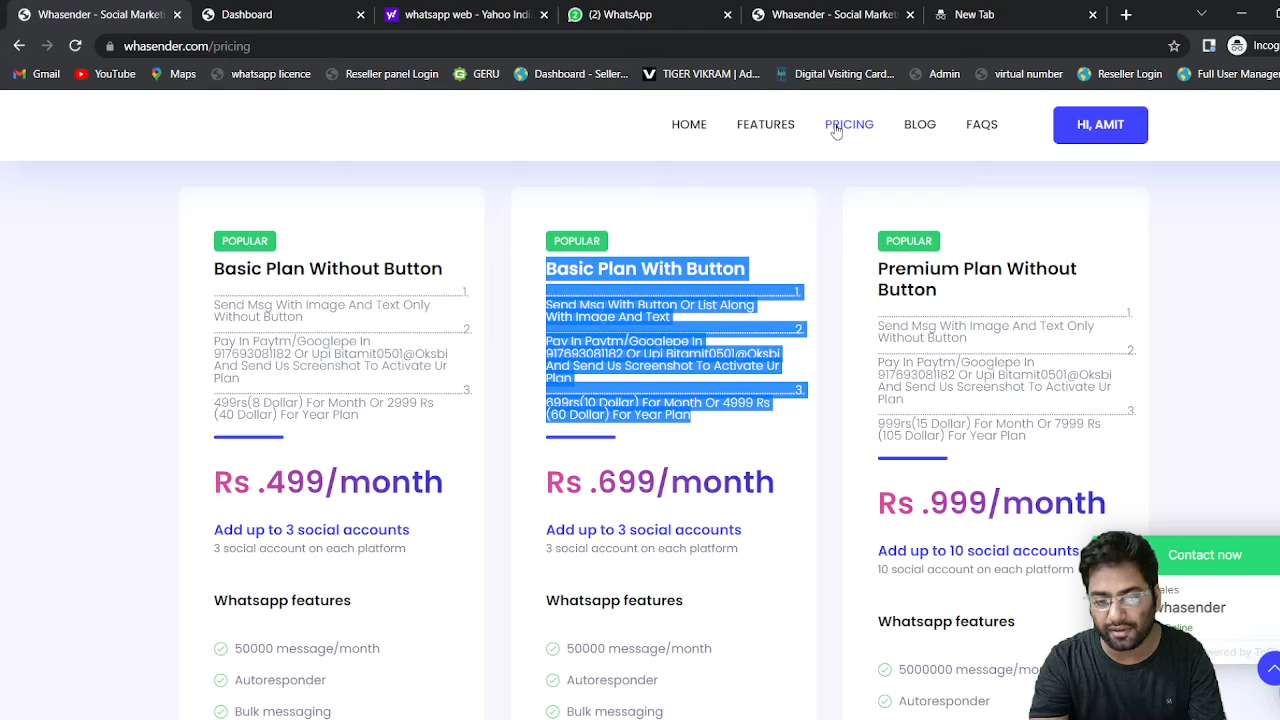 Whasender - Social Market
Dashboard
whatsapp web - Yahoo Indi
(2) WhatsApp
Whasender - Social Market
New Tab
whasender.com/pricing
Incog
Gmail
YouTube
Maps
whatsapp licence
Reseller panel Login
GERU
Dashboard - Seller...
TIGER VIKRAM | Ad...
Digital Visiting Card...
Admin
virtual number
Reseller Login
Full User Manage
HOME
FEATURES
PRICING
BLOG
FAQS
HI, AMIT
POPULAR
Basic Plan Without Button
1.
Send Msg With Image And Text Only
Without Button
2.
Pay In Paytm/Googlepe In
917693081182 Or Upi Bitamit0501@Oksbi
And Send Us Screenshot To Activate Ur
Plan
3.
499rs(8 Dollar) For Month Or 2999 Rs
(40 Dollar) For Year Plan
Rs .499/month
Add up to 3 social accounts
3 social account on each platform
Whatsapp features
50000 message/month
Autoresponder
Bulk messaging
POPULAR
Basic Plan With Button
1.
Send Msg With Button Or List Along
With Image And Text
2.
Pay In Paytm/Googlepe In
917693081182 Or Upi Bitamit0501@Oksbi
And Send Us Screenshot To Activate Ur
Plan
3.
699rs(10 Dollar) For Month Or 4999 Rs
(60 Dollar) For Year Plan
Rs .699/month
Add up to 3 social accounts
3 social account on each platform
Whatsapp features
50000 message/month
Autoresponder
Bulk messaging
POPULAR
Premium Plan Without
Button
1.
Send Msg With Image And Text Only
Without Button
2.
Pay In Paytm/Googlepe In
917693081182 Or Upi Bitamit0501@Oksbi
And Send Us Screenshot To Activate Ur
Plan
3.
999rs(15 Dollar) For Month Or 7999 Rs
(105 Dollar) For Year Plan
Rs .999/month
Add up to 10 social accounts
10 social account on each platform
Whatsapp features
5000000 message/mo
Autoresponder
Contact now
ales
whasender
Online